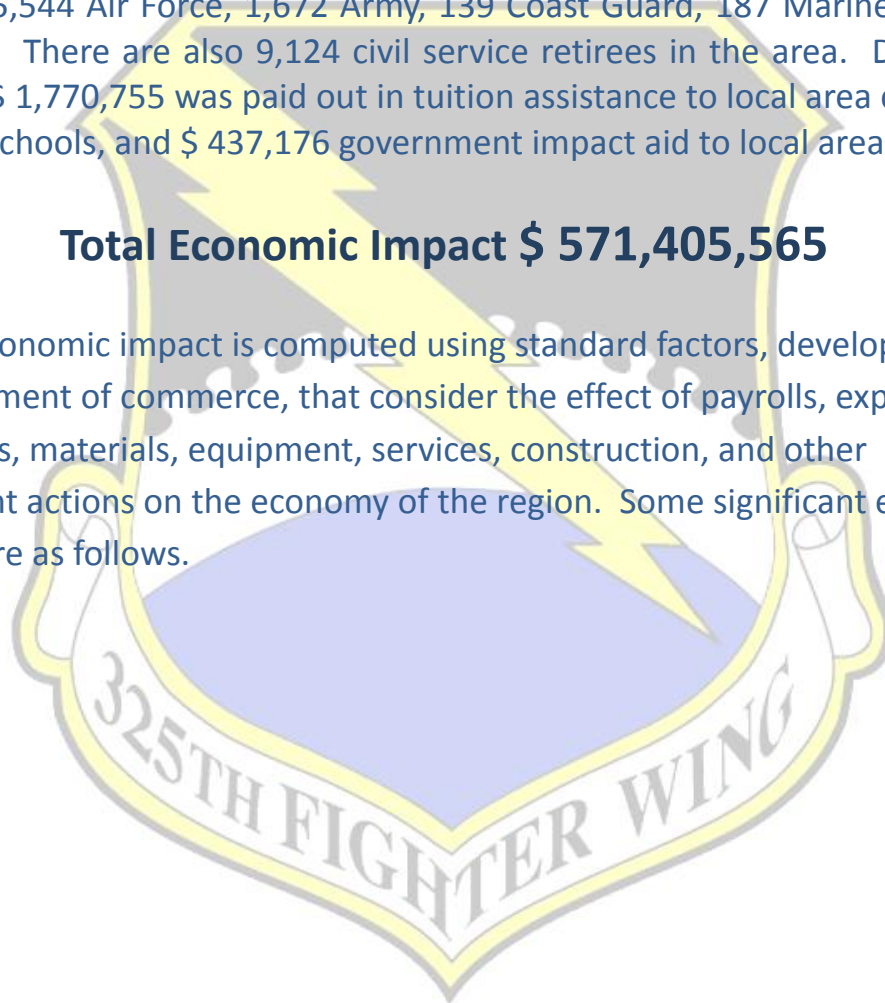 5,544 Air Force, 1,672 Army, 139 Coast Guard, 187 Marine
There are also 9,124 civil service retirees in the area. D
$ 1,770,755 was paid out in tuition assistance to local area
chools, and $ 437,176 government impact aid to local area
Total Economic Impact $ 571,405,565
onomic impact is computed using standard factors, develop
ment of commerce, that consider the effect of payrolls, exp
s, materials, equipment, services, construction, and other
nt actions on the economy of the region. Some significant e
re as follows.
325TH FIGHTER WING